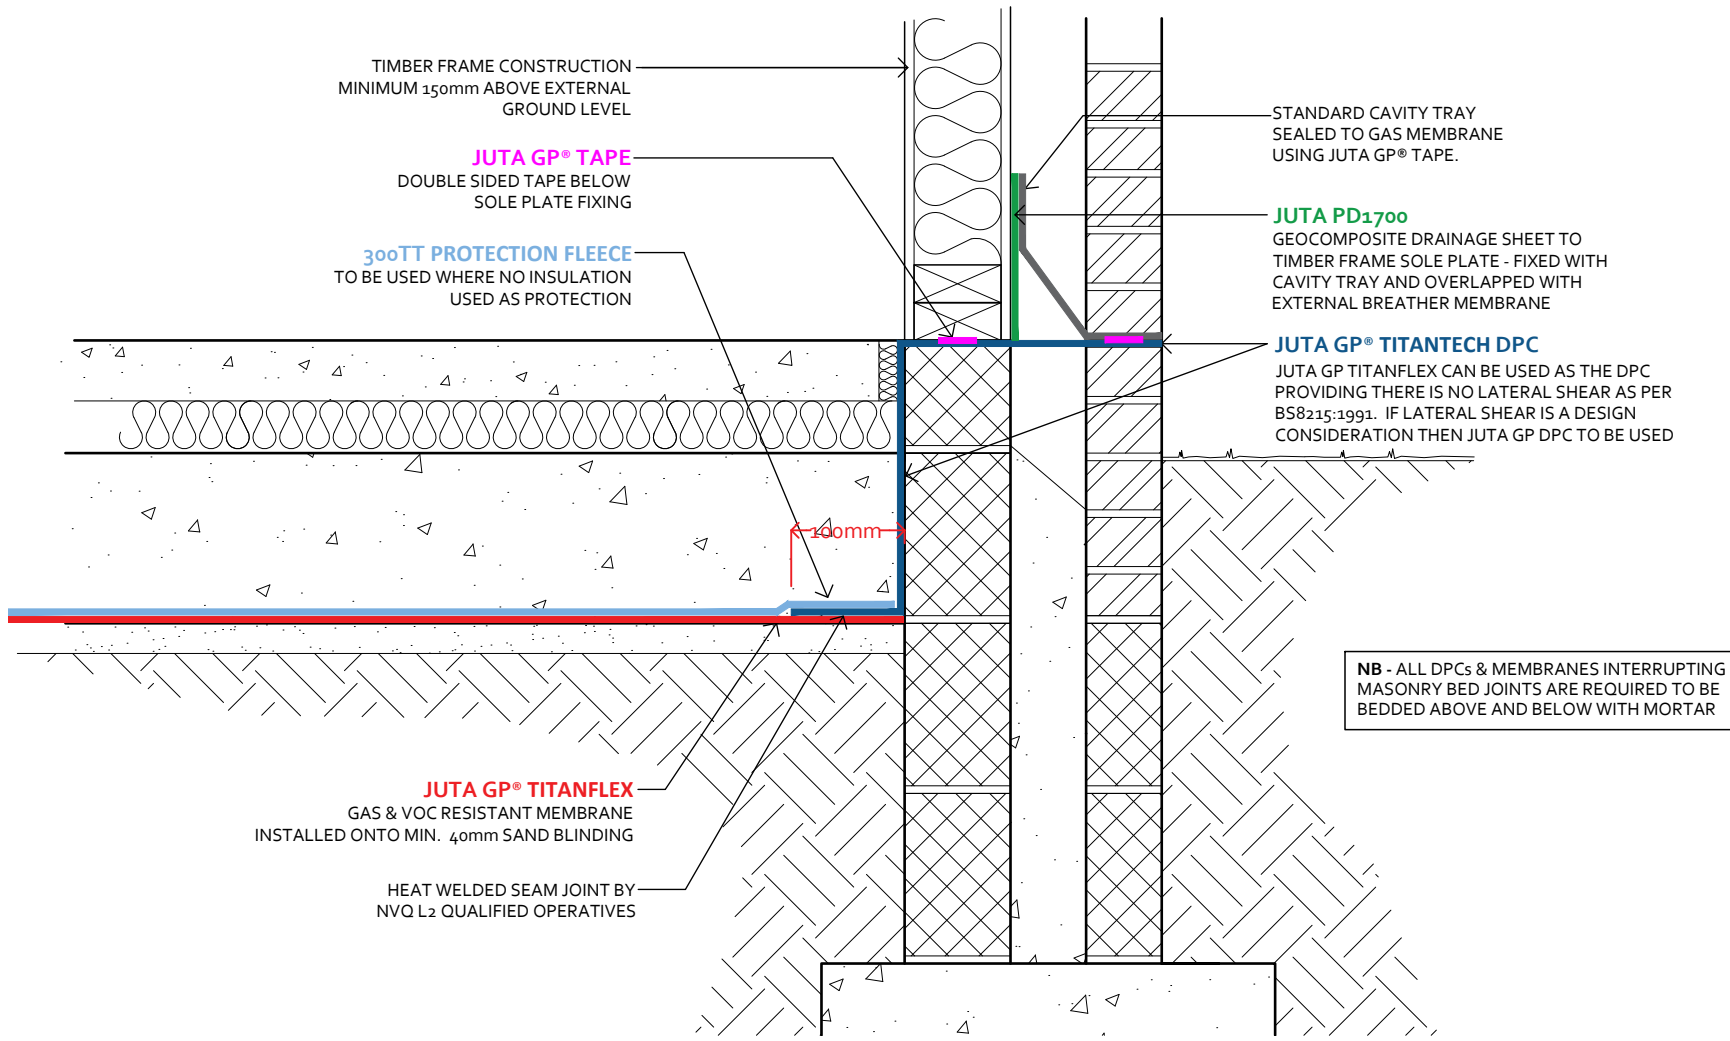 TIMBER FRAME CONSTRUCTION
MINIMUM 150mm ABOVE EXTERNAL
GROUND LEVEL
JUTA GP® TAPE
DOUBLE SIDED TAPE BELOW
SOLE PLATE FIXING
300TT PROTECTION FLEECE
TO BE USED WHERE NO INSULATION
USED AS PROTECTION
STANDARD CAVITY TRAY
SEALED TO GAS MEMBRANE
USING JUTA GP® TAPE.
JUTA PD1700
GEOCOMPOSITE DRAINAGE SHEET TO
TIMBER FRAME SOLE PLATE - FIXED WITH
CAVITY TRAY AND OVERLAPPED WITH
EXTERNAL BREATHER MEMBRANE
JUTA GP® TITANTECH DPC
JUTA GP TITANFLEX CAN BE USED AS THE DPC
PROVIDING THERE IS NO LATERAL SHEAR AS PER
BS8215:1991. IF LATERAL SHEAR IS A DESIGN
CONSIDERATION THEN JUTA GP DPC TO BE USED
100mm
NB - ALL DPCs & MEMBRANES INTERRUPTING
MASONRY BED JOINTS ARE REQUIRED TO BE
BEDDED ABOVE AND BELOW WITH MORTAR
JUTA GP® TITANFLEX
GAS & VOC RESISTANT MEMBRANE
INSTALLED ONTO MIN. 40mm SAND BLINDING
HEAT WELDED SEAM JOINT BY
NVQ L2 QUALIFIED OPERATIVES